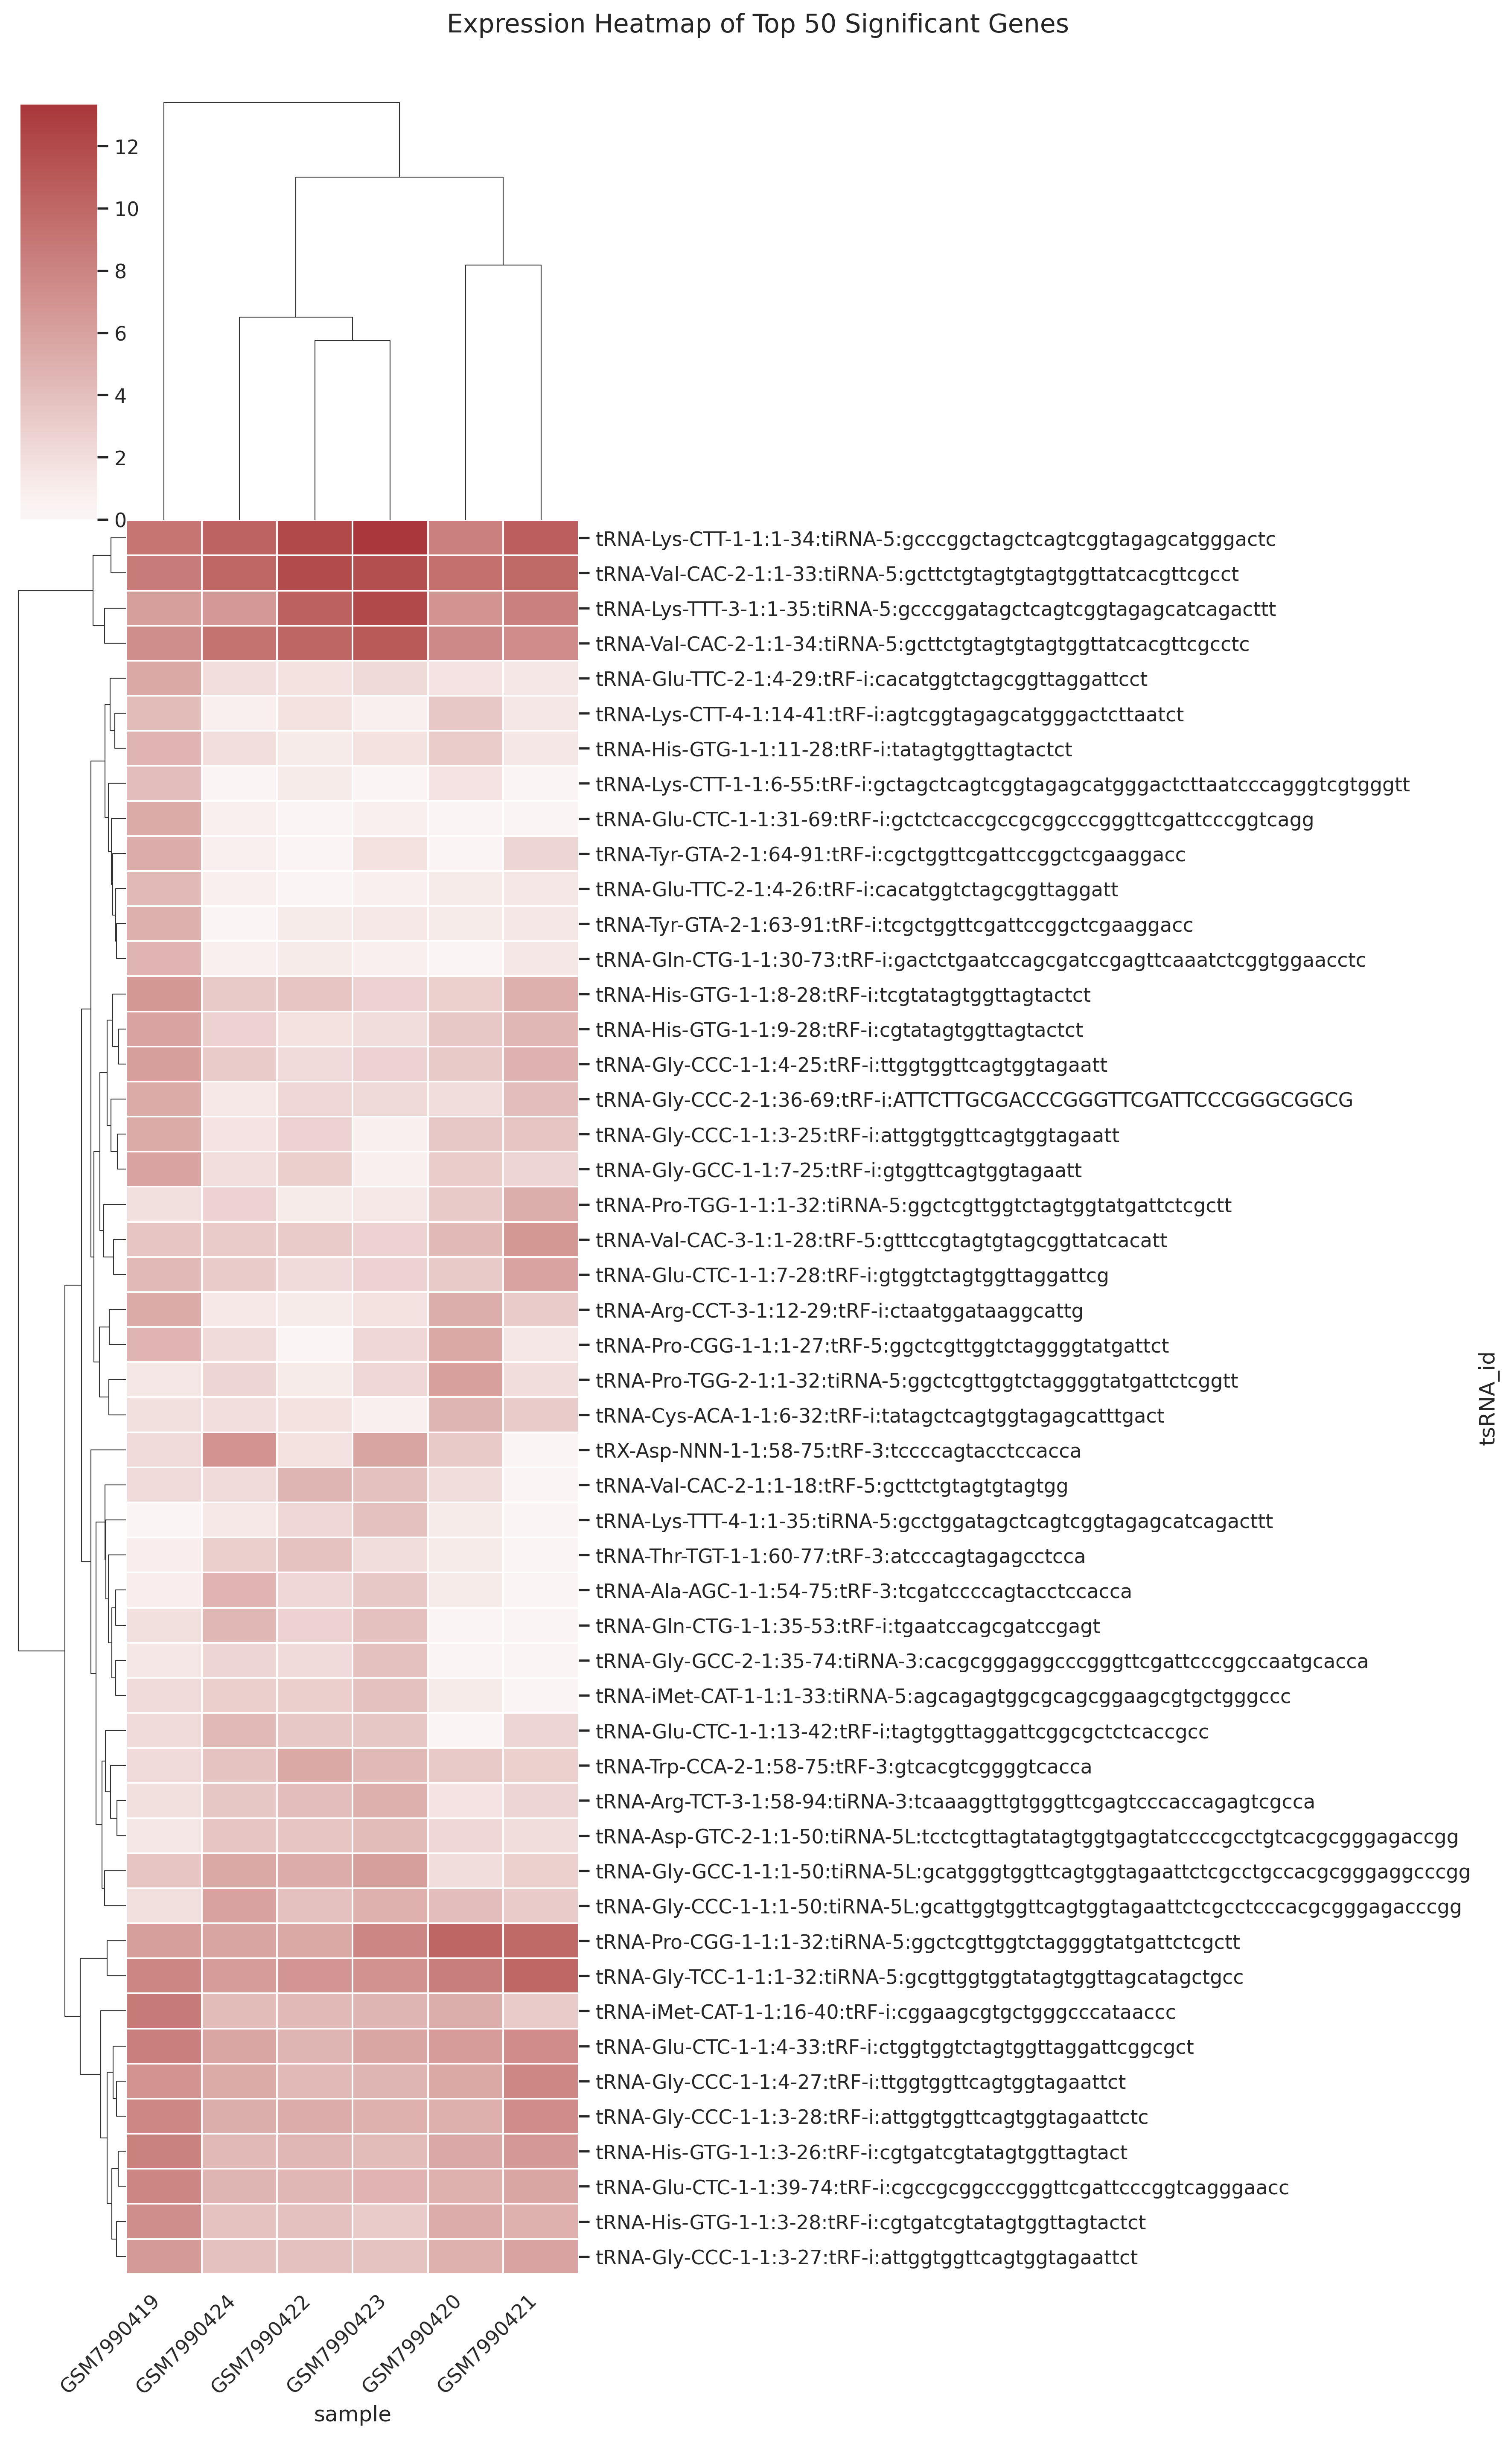 Expression Heatmap of Top 50 Significant Genes
12
10
8
6
4
2
0
tRNA-Lys-CTT-1-1:1-34:tiRNA-5:gcccggctagctcagtcggtagagcatgggactc
tRNA-Val-CAC-2-1:1-33:tiRNA-5:gcttctgtagtgtagtggttatcacgttcgcct
tRNA-Lys-TTT-3-1:1-35:tiRNA-5:gcccggatagctcagtcggtagagcatcagacttt
tRNA-Val-CAC-2-1:1-34:tiRNA-5:gcttctgtagtgtagtggttatcacgttcgcctc
tRNA-Glu-TTC-2-1:4-29:tRF-i:cacatggtctagcggttaggattcct
tRNA-Lys-CTT-4-1:14-41:tRF-i:agtcggtagagcatgggactcttaatct
tRNA-His-GTG-1-1:11-28:tRF-i:tatagtggttagtactct
tRNA-Lys-CTT-1-1:6-55:tRF-i:gctagctcagtcggtagagcatgggactcttaatcccagggtcgtgggtt
tRNA-Glu-CTC-1-1:31-69:tRF-i:gctctcaccgccgcggcccgggttcgattcccggtcagg
tRNA-Tyr-GTA-2-1:64-91:tRF-i:cgctggttcgattccggctcgaaggacc
tRNA-Glu-TTC-2-1:4-26:tRF-i:cacatggtctagcggttaggatt
tRNA-Tyr-GTA-2-1:63-91:tRF-i:tcgctggttcgattccggctcgaaggacc
tRNA-Gln-CTG-1-1:30-73:tRF-i:gactctgaatccagcgatccgagttcaaatctcggtggaacctc
tRNA-His-GTG-1-1:8-28:tRF-i:tcgtatagtggttagtactct
tRNA-His-GTG-1-1:9-28:tRF-i:cgtatagtggttagtactct
tRNA-Gly-CCC-1-1:4-25:tRF-i:ttggtggttcagtggtagaatt
tRNA-Gly-CCC-2-1:36-69:tRF-i:ATTCTTGCGACCCGGGTTCGATTCCCGGGCGGCG
tRNA-Gly-CCC-1-1:3-25:tRF-i:attggtggttcagtggtagaatt
tRNA-Gly-GCC-1-1:7-25:tRF-i:gtggttcagtggtagaatt
tRNA-Pro-TGG-1-1:1-32:tiRNA-5:ggctcgttggtctagtggtatgattctcgctt
tRNA-Val-CAC-3-1:1-28:tRF-5:gtttccgtagtgtagcggttatcacatt
tRNA-Glu-CTC-1-1:7-28:tRF-i:gtggtctagtggttaggattcg
tRNA-Arg-CCT-3-1:12-29:tRF-i:ctaatggataaggcattg
tRNA-Pro-CGG-1-1:1-27:tRF-5:ggctcgttggtctaggggtatgattct
tRNA-Pro-TGG-2-1:1-32:tiRNA-5:ggctcgttggtctaggggtatgattctcggtt
tRNA-Cys-ACA-1-1:6-32:tRF-i:tatagctcagtggtagagcatttgact
tRX-Asp-NNN-1-1:58-75:tRF-3:tccccagtacctccacca
tRNA-Val-CAC-2-1:1-18:tRF-5:gcttctgtagtgtagtgg
tRNA-Lys-TTT-4-1:1-35:tiRNA-5:gcctggatagctcagtcggtagagcatcagacttt
tRNA-Thr-TGT-1-1:60-77:tRF-3:atcccagtagagcctcca
tRNA-Ala-AGC-1-1:54-75:tRF-3:tcgatccccagtacctccacca
tRNA-Gln-CTG-1-1:35-53:tRF-i:tgaatccagcgatccgagt
tRNA-Gly-GCC-2-1:35-74:tiRNA-3:cacgcgggaggcccgggttcgattcccggccaatgcacca
tRNA-iMet-CAT-1-1:1-33:tiRNA-5:agcagagtggcgcagcggaagcgtgctgggccc
tRNA-Glu-CTC-1-1:13-42:tRF-i:tagtggttaggattcggcgctctcaccgcc
tRNA-Trp-CCA-2-1:58-75:tRF-3:gtcacgtcggggtcacca
tRNA-Arg-TCT-3-1:58-94:tiRNA-3:tcaaaggttgtgggttcgagtcccaccagagtcgcca
tRNA-Asp-GTC-2-1:1-50:tiRNA-5L:tcctcgttagtatagtggtgagtatccccgcctgtcacgcgggagaccgg
tRNA-Gly-GCC-1-1:1-50:tiRNA-5L:gcatgggtggttcagtggtagaattctcgcctgccacgcgggaggcccgg
tRNA-Gly-CCC-1-1:1-50:tiRNA-5L:gcattggtggttcagtggtagaattctcgcctcccacgcgggagacccgg
tRNA-Pro-CGG-1-1:1-32:tiRNA-5:ggctcgttggtctaggggtatgattctcgctt
tRNA-Gly-TCC-1-1:1-32:tiRNA-5:gcgttggtggtatagtggttagcatagctgcc
tRNA-iMet-CAT-1-1:16-40:tRF-i:cggaagcgtgctgggcccataaccc
tRNA-Glu-CTC-1-1:4-33:tRF-i:ctggtggtctagtggttaggattcggcgct
tRNA-Gly-CCC-1-1:4-27:tRF-i:ttggtggttcagtggtagaattct
tRNA-Gly-CCC-1-1:3-28:tRF-i:attggtggttcagtggtagaattctc
tRNA-His-GTG-1-1:3-26:tRF-i:cgtgatcgtatagtggttagtact
tRNA-Glu-CTC-1-1:39-74:tRF-i:cgccgcggcccgggttcgattcccggtcagggaacc
tRNA-His-GTG-1-1:3-28:tRF-i:cgtgatcgtatagtggttagtactct
tRNA-Gly-CCC-1-1:3-27:tRF-i:attggtggttcagtggtagaattct
tsRNA_id
GSM7990419
GSM7990424
GSM7990422
GSM7990423
GSM7990420
GSM7990421
sample